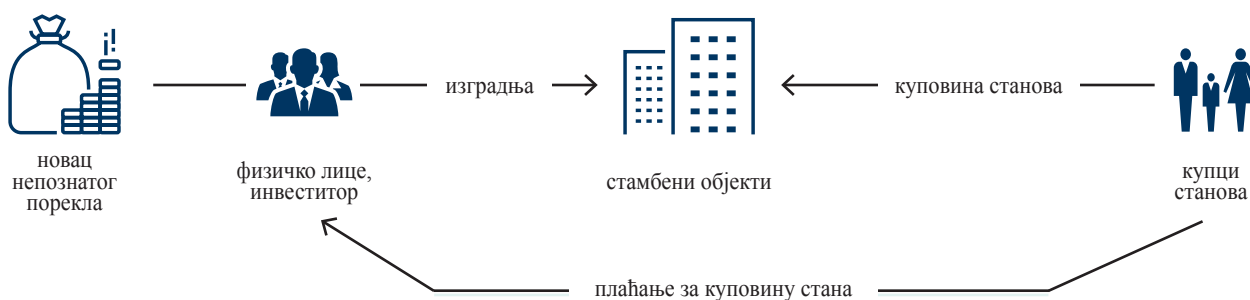 изградња
куповина станова
новац
непознатог
порекла
физичко лице,
инвеститор
стамбени објекти
купци
станова
плаћање за куповину стана